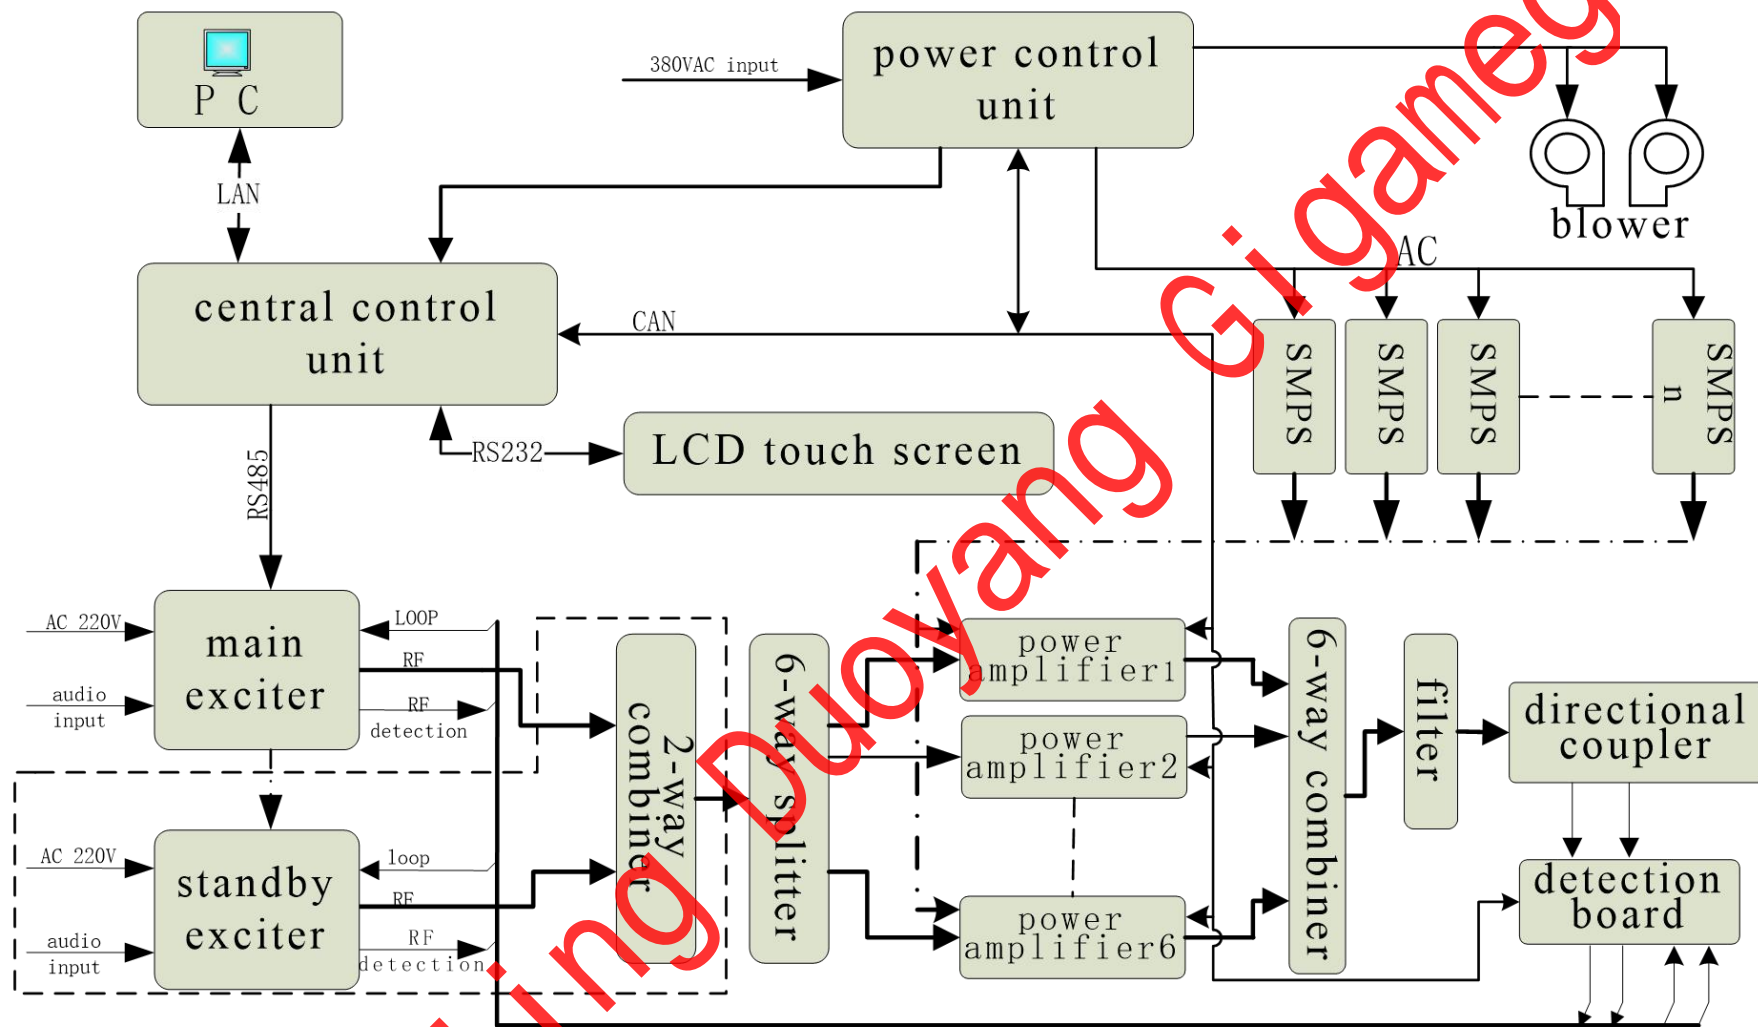 P C
380VAC input
power control
unit
blower
LAN
AC
central control
unit
CAN
SMPS
SMPS
SMPS
SMPS
n
RS232
LCD touch screen
RS485
AC 220V
main
exciter
LOOP
RF
audio
input
RF
detection
2-way
combiner
6-way splitter
power
amplifier1
power
amplifier2
power
amplifier6
6-way combiner
filter
directional
coupler
detection
board
AC 220V
standby
exciter
loop
RF
audio
input
RF
detection
ing Duoyang Gigameg